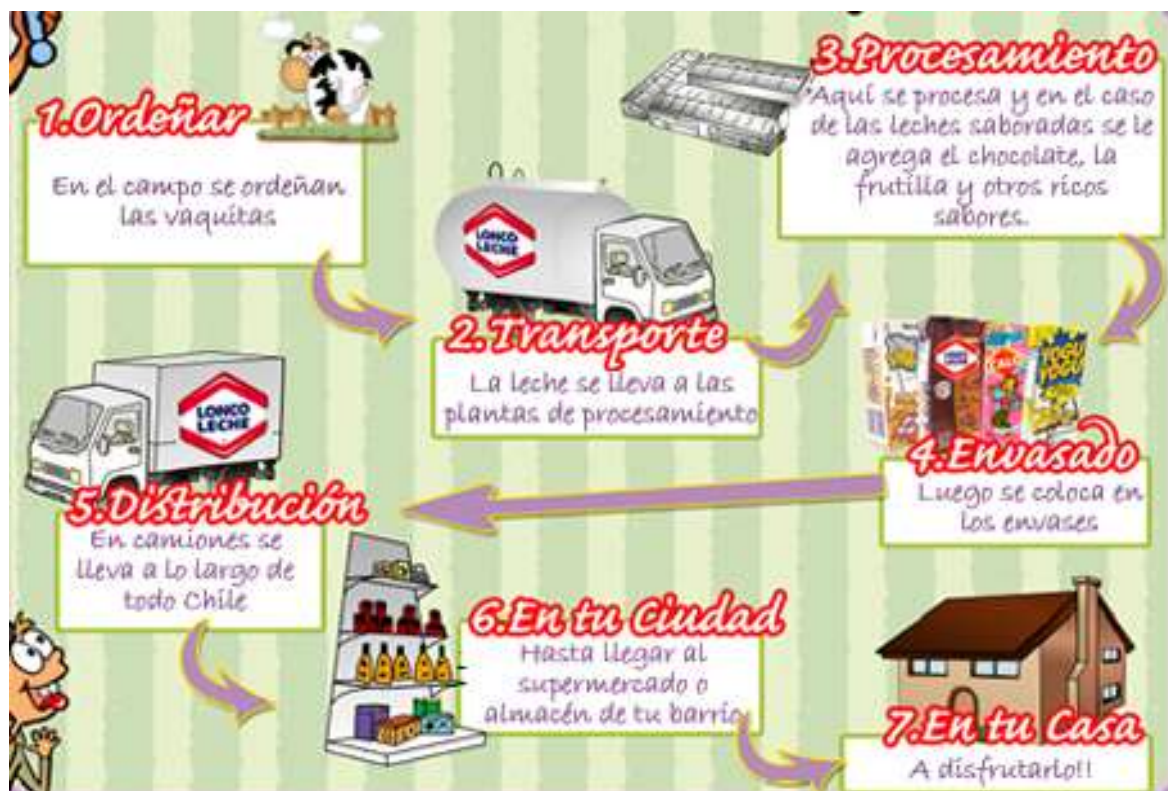 1.Ordeñar
En el campo se ordeñan
las vaquitas
LONCO
LECHE
2.Transporte
La leche se lleva a las
plantas de procesamiento
3.Procesamiento
Aquí se procesa y en el caso
de las leches saboradas se le
agrega el chocolate, la
frutilla y otros ricos
sabores.
YOGU
YOGU
4.Envasado
Luego se coloca en
los envases
LONCO
LECHE
5.Distribución
En camiones se
lleva a lo largo de
todo Chile
6.En tu Ciudad
Hasta llegar al
supermercado o
almacén de tu barrio
7.En tu Casa
A disfrutarlo!!